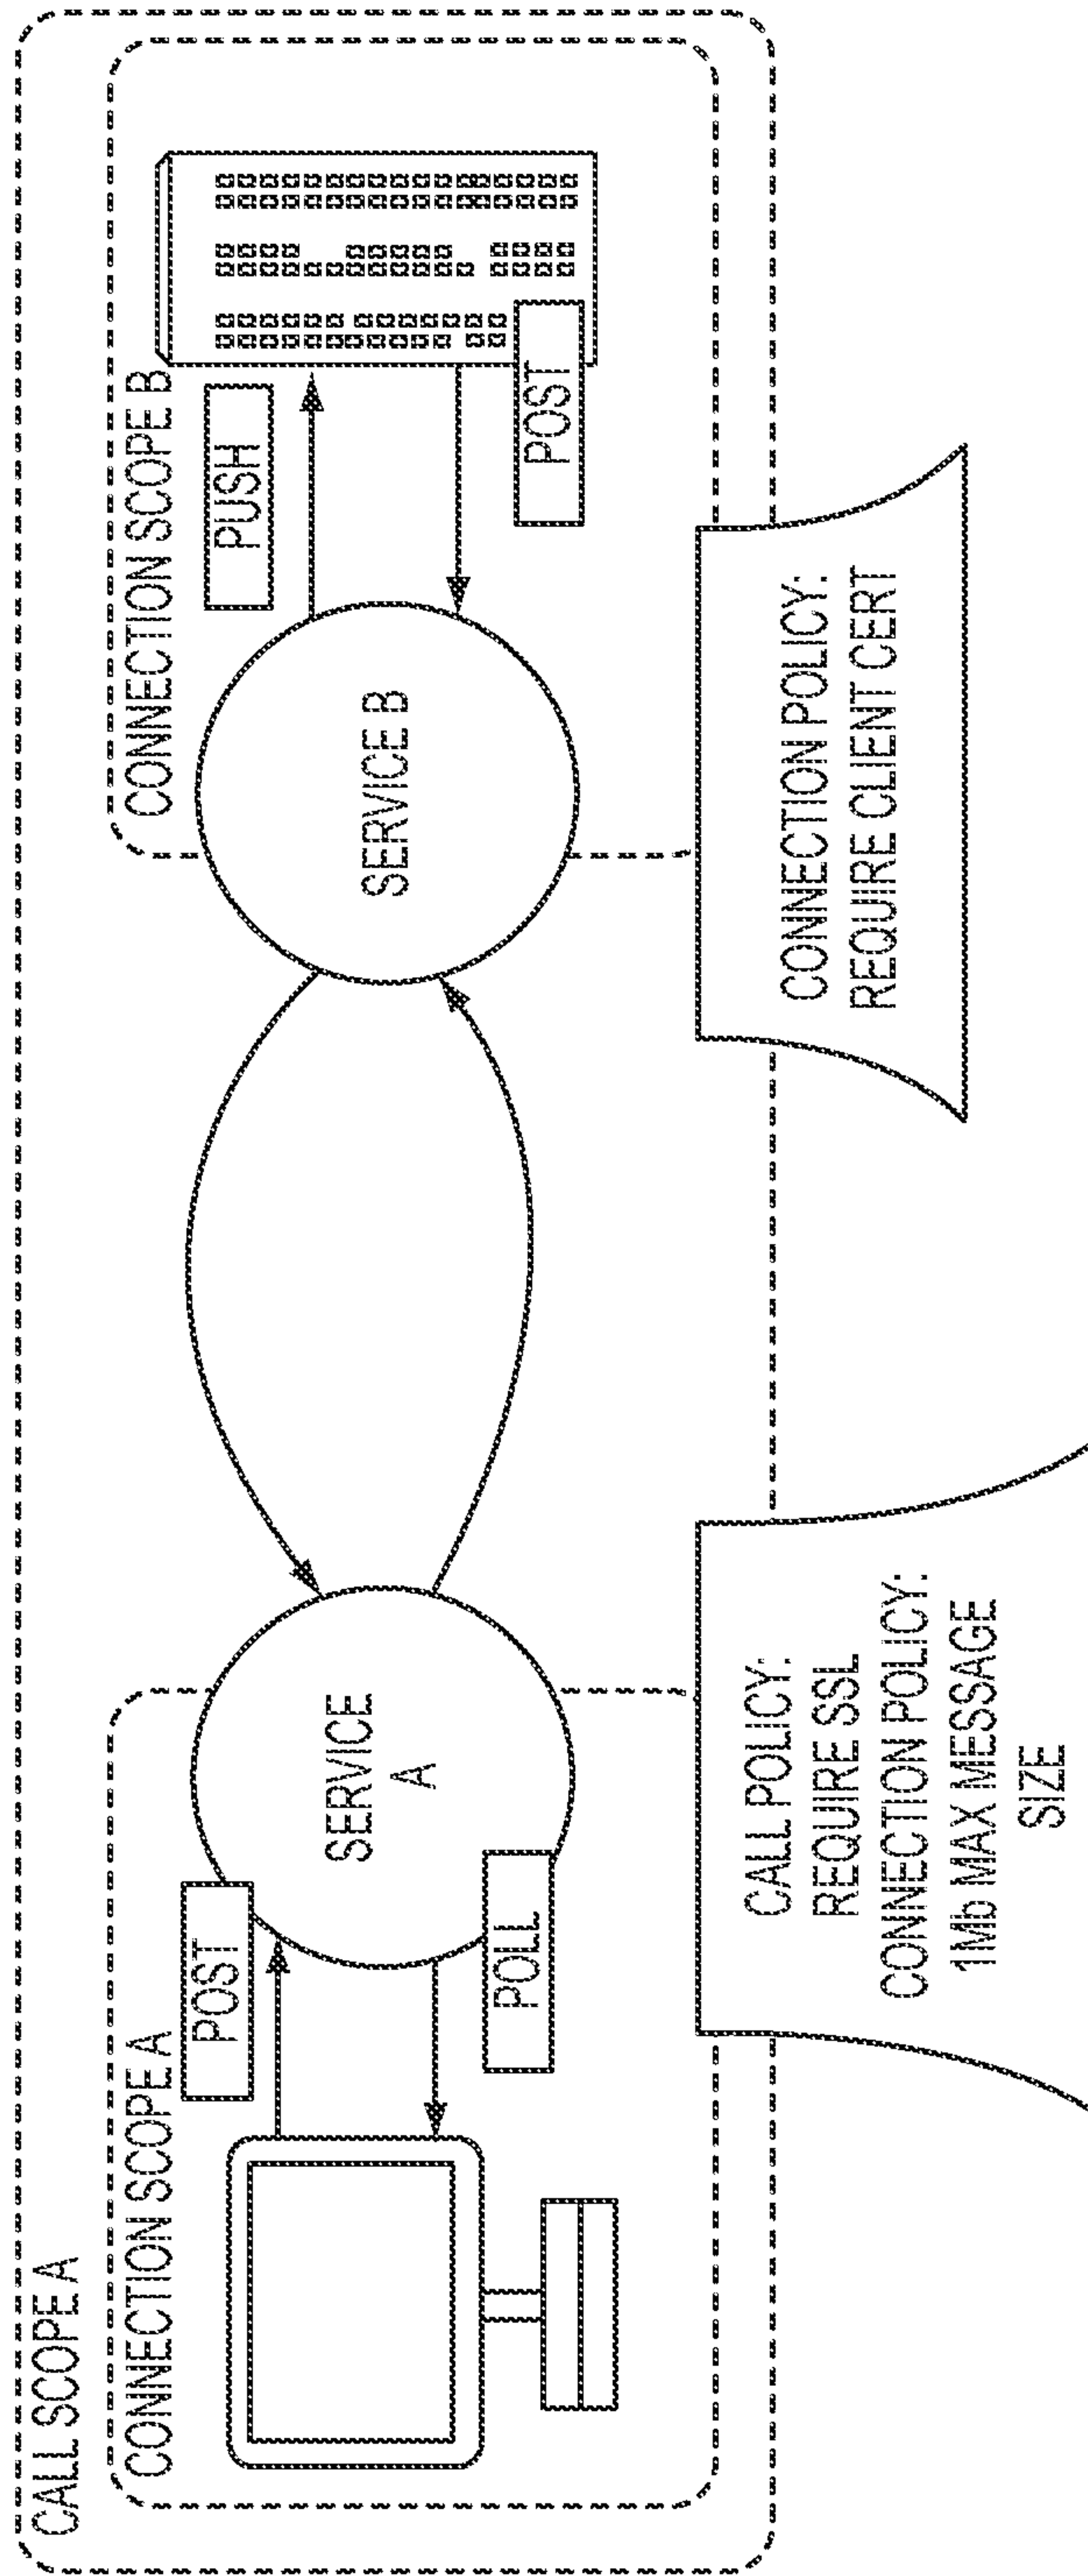 CALL SCOPE A
CONNECTION SCOPE A
CONNECTION SCOPE B
POST
PUSH
SERVICE
A
SERVICE B
POLL
POST
CALL POLICY:
REQUIRE SSL
CONNECTION POLICY:
1Mb MAX MESSAGE
SIZE
CONNECTION POLICY:
REQUIRE CLIENT CERT